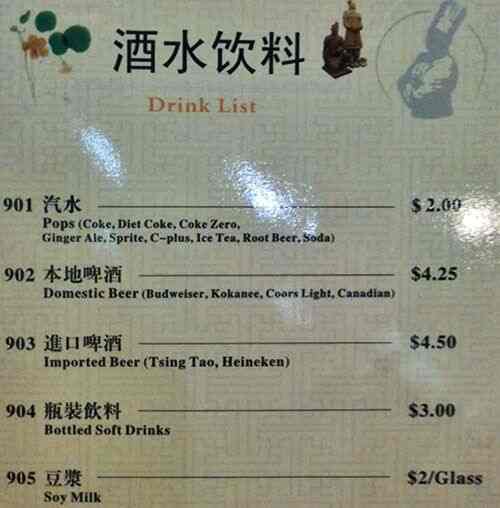 酒水饮料
Drink List
901 汽水 $2.00
Pops (Coke, Diet Coke, Coke Zero,
Ginger Ale, Sprite, C-plus, Ice Tea, Root Beer, Soda)
902 本地啤酒 $4.25
Domestic Beer (Budweiser, Kokanee, Coors Light, Canadian)
903 進口啤酒 $4.50
Imported Beer (Tsing Tao, Heineken)
904 瓶裝飲料 $3.00
Bottled Soft Drinks
905 豆漿 $2/Glass
Soy Milk